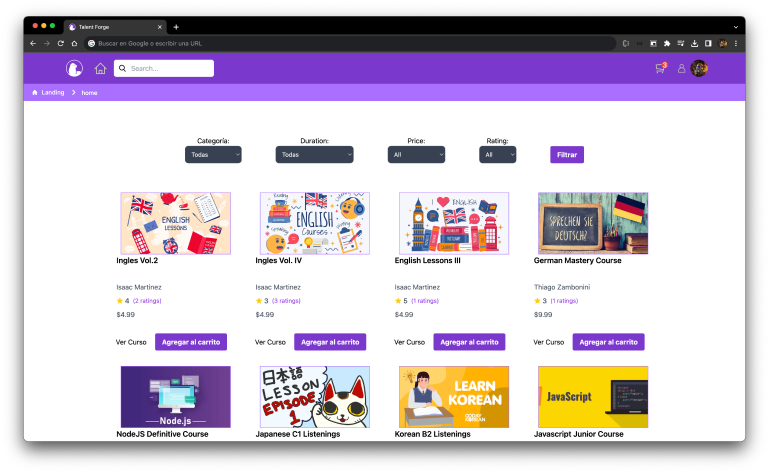 Talent Forge
Buscar en Google o escribir una URL
Search...
3
Landing > home
Categoría: Duration: Price: Rating:
Todas Todas All All Filtrar
ENGLISH
LESSONS
Reading
ENGLISH
Courses
I ENGLISH
SPRECHEN SIE
DEUTSCH?
Ingles Vol.2 Ingles Vol. IV English Lessons III German Mastery Course
Isaac Martinez Isaac Martinez Isaac Martinez Thiago Zambonini
4 (2 ratings) 3 (3 ratings) 5 (1 ratings) 3 (1 ratings)
$4.99 $4.99 $4.99 $9.99
Ver Curso Agregar al carrito Ver Curso Agregar al carrito Ver Curso Agregar al carrito Ver Curso Agregar al carrito
Node.js
日本語
LESSON
EPISODE
1
LEARN
KOREAN
JavaScript
NodeJS Definitive Course Japanese C1 Listenings Korean B2 Listenings Javascript Junior Course